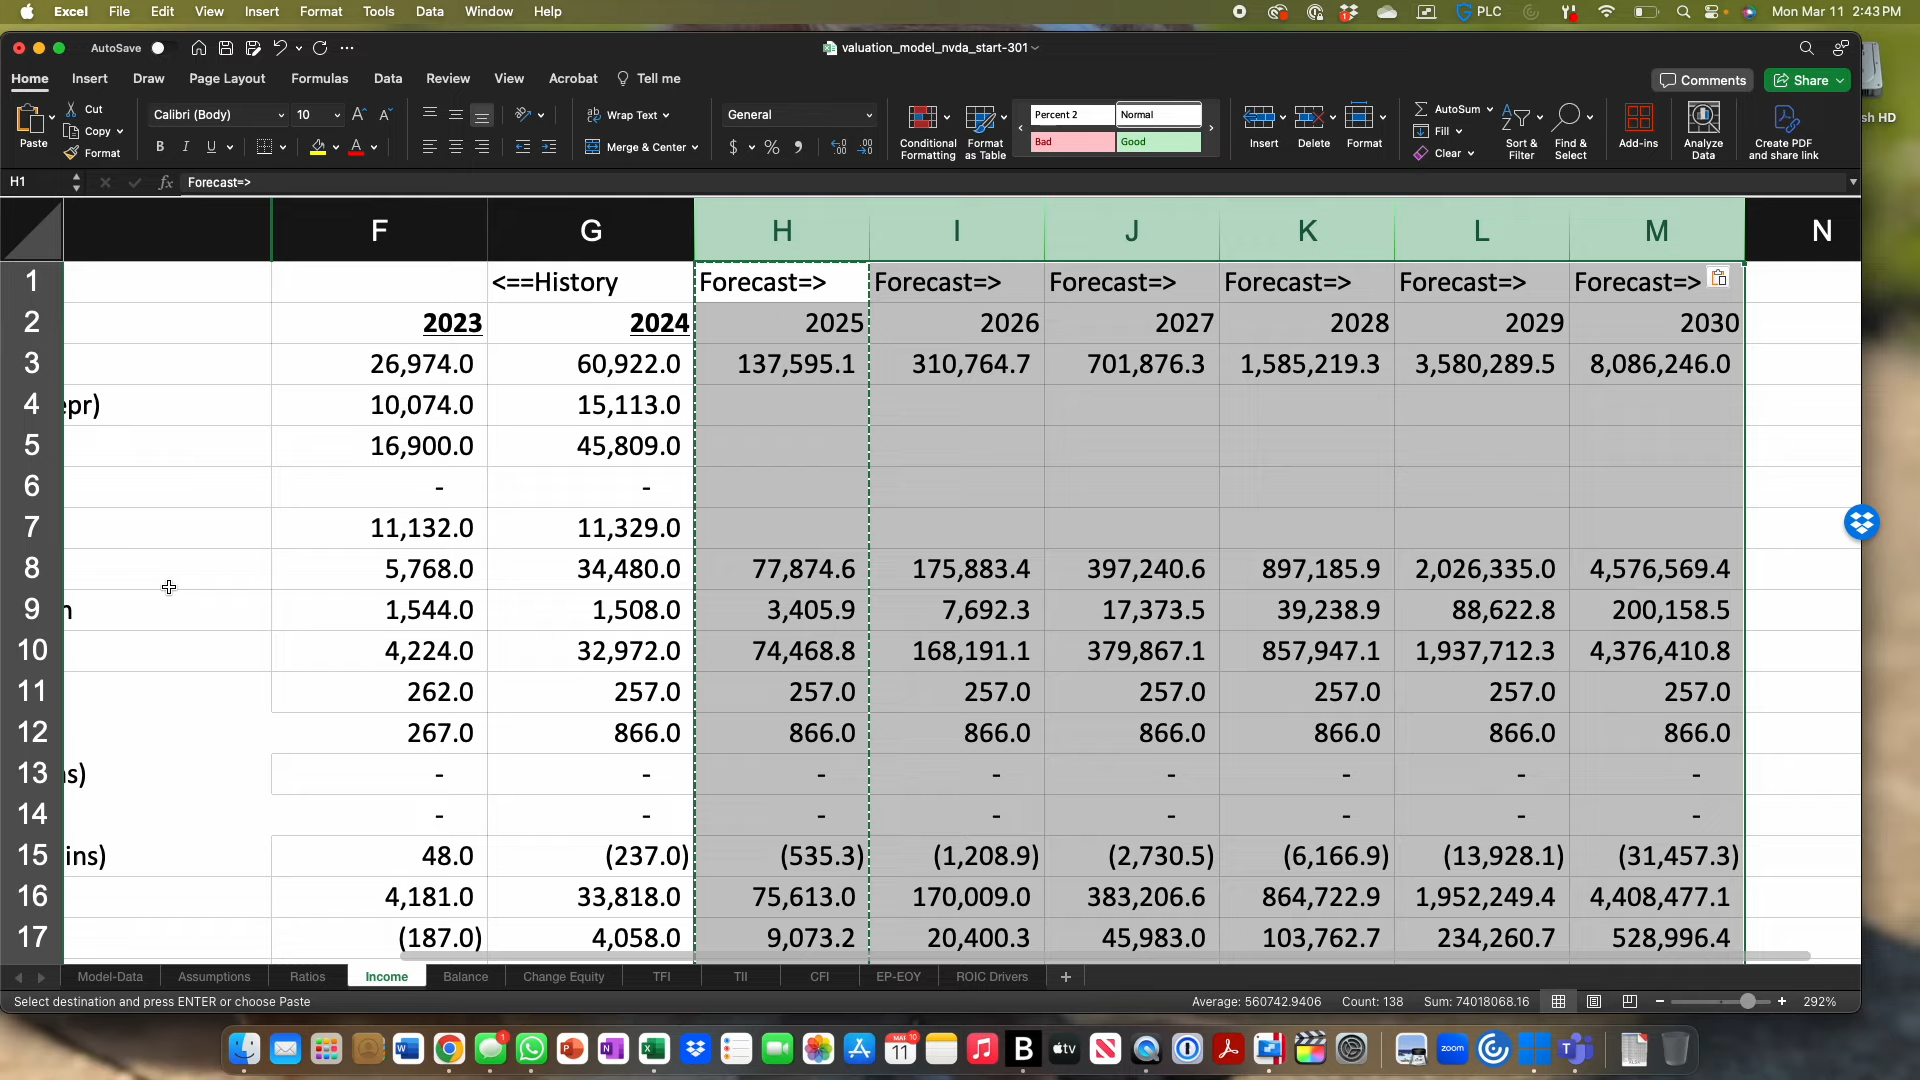 Excel File Edit View Insert Format Tools Data Window Help PLC Mon Mar 11 2:43 PM
AutoSave valuation_model_nvda_start-301
Home Insert Draw Page Layout Formulas Data Review View Acrobat Tell me Comments Share
Paste Cut Copy Format
Calibri (Body) 10
Wrap Text
Merge & Center
General
Conditional Formatting
Format as Table
Percent 2 Normal
Bad Good
Insert Delete Format
AutoSum
Fill
Clear
Sort & Filter
Find & Select
Add-ins
Analyze Data
Create PDF and share link
sh HD
H1 fx Forecast=>
F G H I J K L M N
1 <==History Forecast=> Forecast=> Forecast=> Forecast=> Forecast=> Forecast=>
2 2023 2024 2025 2026 2027 2028 2029 2030
3 26,974.0 60,922.0 137,595.1 310,764.7 701,876.3 1,585,219.3 3,580,289.5 8,086,246.0
4 epr) 10,074.0 15,113.0
5 16,900.0 45,809.0
6 - -
7 11,132.0 11,329.0
8 5,768.0 34,480.0 77,874.6 175,883.4 397,240.6 897,185.9 2,026,335.0 4,576,569.4
9 n 1,544.0 1,508.0 3,405.9 7,692.3 17,373.5 39,238.9 88,622.8 200,158.5
10 4,224.0 32,972.0 74,468.8 168,191.1 379,867.1 857,947.1 1,937,712.3 4,376,410.8
11 262.0 257.0 257.0 257.0 257.0 257.0 257.0 257.0
12 267.0 866.0 866.0 866.0 866.0 866.0 866.0 866.0
13 s) - - - - - - - -
14 - - - - - - - -
15 ins) 48.0 (237.0) (535.3) (1,208.9) (2,730.5) (6,166.9) (13,928.1) (31,457.3)
16 4,181.0 33,818.0 75,613.0 170,009.0 383,206.6 864,722.9 1,952,249.4 4,408,477.1
17 (187.0) 4,058.0 9,073.2 20,400.3 45,983.0 103,762.7 234,260.7 528,996.4
Model-Data Assumptions Ratios Income Balance Change Equity TFI TII CFI EP-EOY ROIC Drivers +
Select destination and press ENTER or choose Paste Average: 560742.9406 Count: 138 Sum: 74018068.16 292%